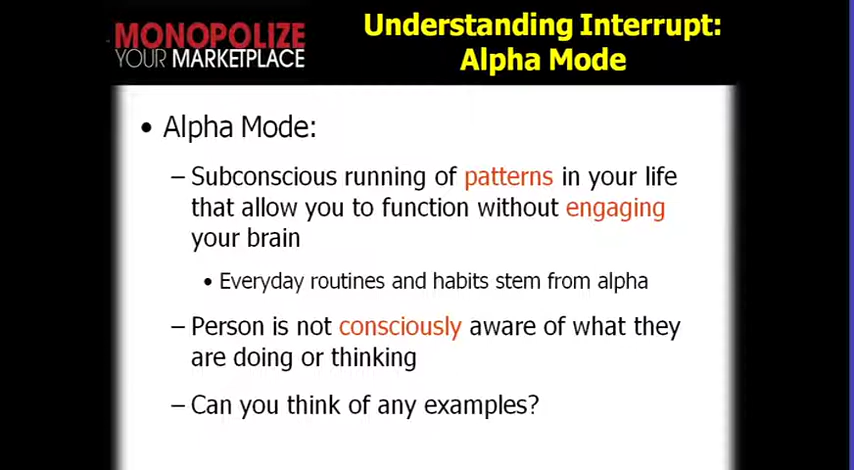 MONOPOLIZE
YOUR MARKETPLACE
Understanding Interrupt:
Alpha Mode
• Alpha Mode:
– Subconscious running of patterns in your life
that allow you to function without engaging
your brain
• Everyday routines and habits stem from alpha
– Person is not consciously aware of what they
are doing or thinking
– Can you think of any examples?